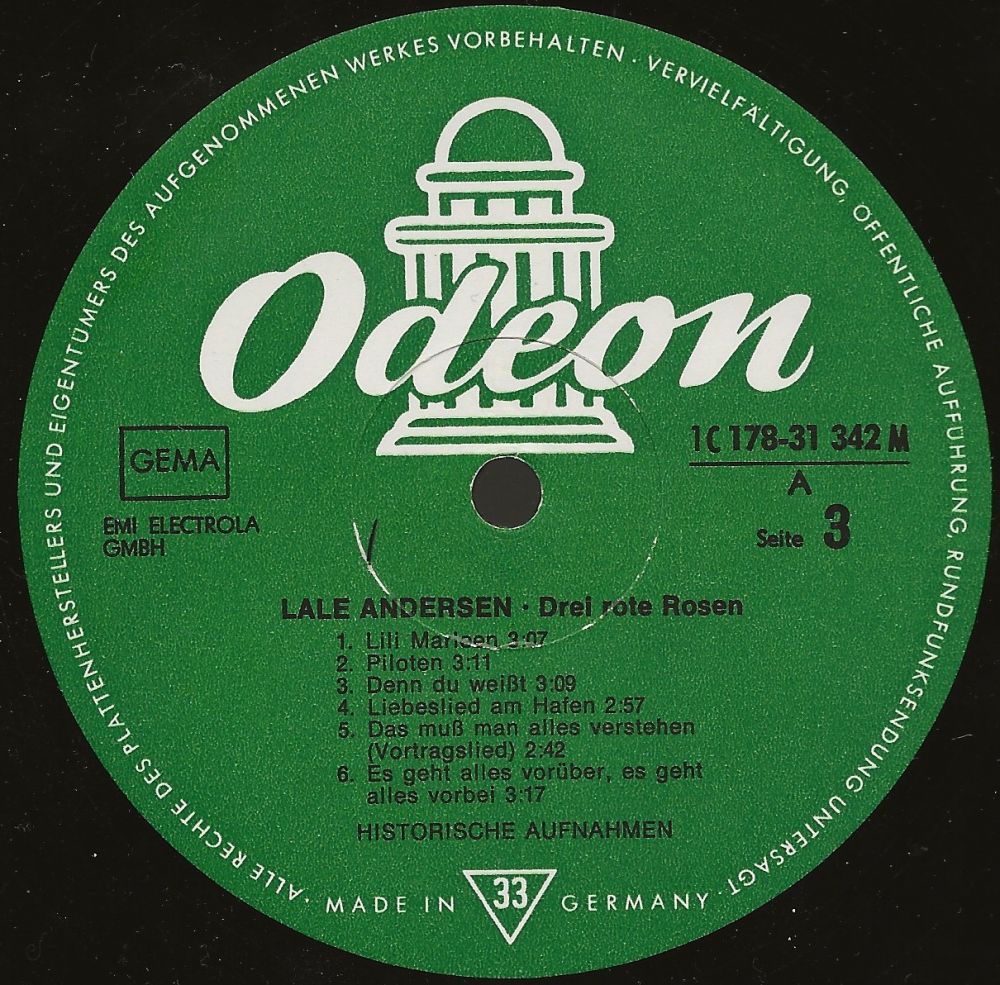 ALLE RECHTE DES PLATTENHERSTELLERS UND EIGENTÜMERS DES AUFGENOMMENEN WERKES VORBEHALTEN · VERVIELFÄLTIGUNG, ÖFFENTLICHE AUFFÜHRUNG, RUNDFUNKSENDUNG UNTERSAGT·
Odeon
GEMA
EMI ELECTROLA
GMBH
1 C 178-31 342 M
A
Seite 3
LALE ANDERSEN · Drei rote Rosen
1. Lili Marleen 3:07
2. Piloten 3:11
3. Denn du weißt 3:09
4. Liebeslied am Hafen 2:57
5. Das muß man alles verstehen
(Vortragslied) 2:42
6. Es geht alles vorüber, es geht
alles vorbei 3:17
HISTORISCHE AUFNAHMEN
MADE IN 33 GERMANY